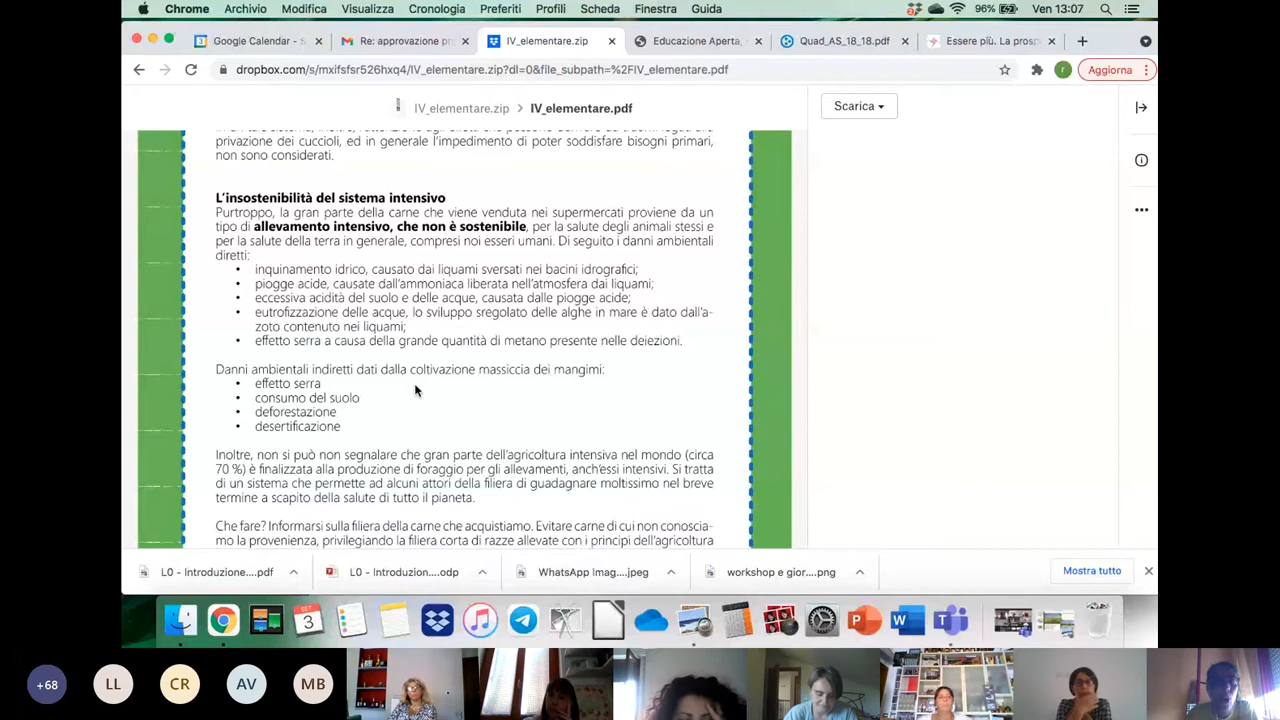 Chrome Archivio Modifica Visualizza Cronologia Preferiti Profili Scheda Finestra Guida 96% Ven 13:07
Google Calendar - S Re: approvazione pr IV_elementare.zip Educazione Aperta, Quad_AS_18_18.pdf Essere più. La prosp
dropbox.com/s/mxifsfsr526hxq4/IV_elementare.zip?dl=0&file_subpath=%2FIV_elementare.pdf r Aggiorna
IV_elementare.zip > IV_elementare.pdf Scarica
privazione dei cuccioli, ed in generale l'impedimento di poter soddisfare bisogni primari,
non sono considerati.
L'insostenibilità del sistema intensivo
Purtroppo, la gran parte della carne che viene venduta nei supermercati proviene da un
tipo di allevamento intensivo, che non è sostenibile, per la salute degli animali stessi e
per la salute della terra in generale, compresi noi esseri umani. Di seguito i danni ambientali
diretti:
• inquinamento idrico, causato dai liquami sversati nei bacini idrografici;
• piogge acide, causate dall'ammoniaca liberata nell'atmosfera dai liquami;
• eccessiva acidità del suolo e delle acque, causata dalle piogge acide;
• eutrofizzazione delle acque, lo sviluppo sregolato delle alghe in mare è dato dall'a-
zoto contenuto nei liquami;
• effetto serra a causa della grande quantità di metano presente nelle deiezioni.
Danni ambientali indiretti dati dalla coltivazione massiccia dei mangimi:
• effetto serra
• consumo del suolo
• deforestazione
• desertificazione
Inoltre, non si può non segnalare che gran parte dell'agricoltura intensiva nel mondo (circa
70 %) è finalizzata alla produzione di foraggio per gli allevamenti, anch'essi intensivi. Si tratta
di un sistema che permette ad alcuni attori della filiera di guadagnare moltissimo nel breve
termine a scapito della salute di tutto il pianeta.
Che fare? Informarsi sulla filiera della carne che acquistiamo. Evitare carne di cui non conoscia-
mo la provenienza, privilegiando la filiera corta di razze allevate con i principi dell'agricoltura
L0 - Introduzione....pdf L0 - Introduzion....odp WhatsApp Imag....jpeg workshop e gior....png Mostra tutto
SET
3
+68 LL CR AV MB